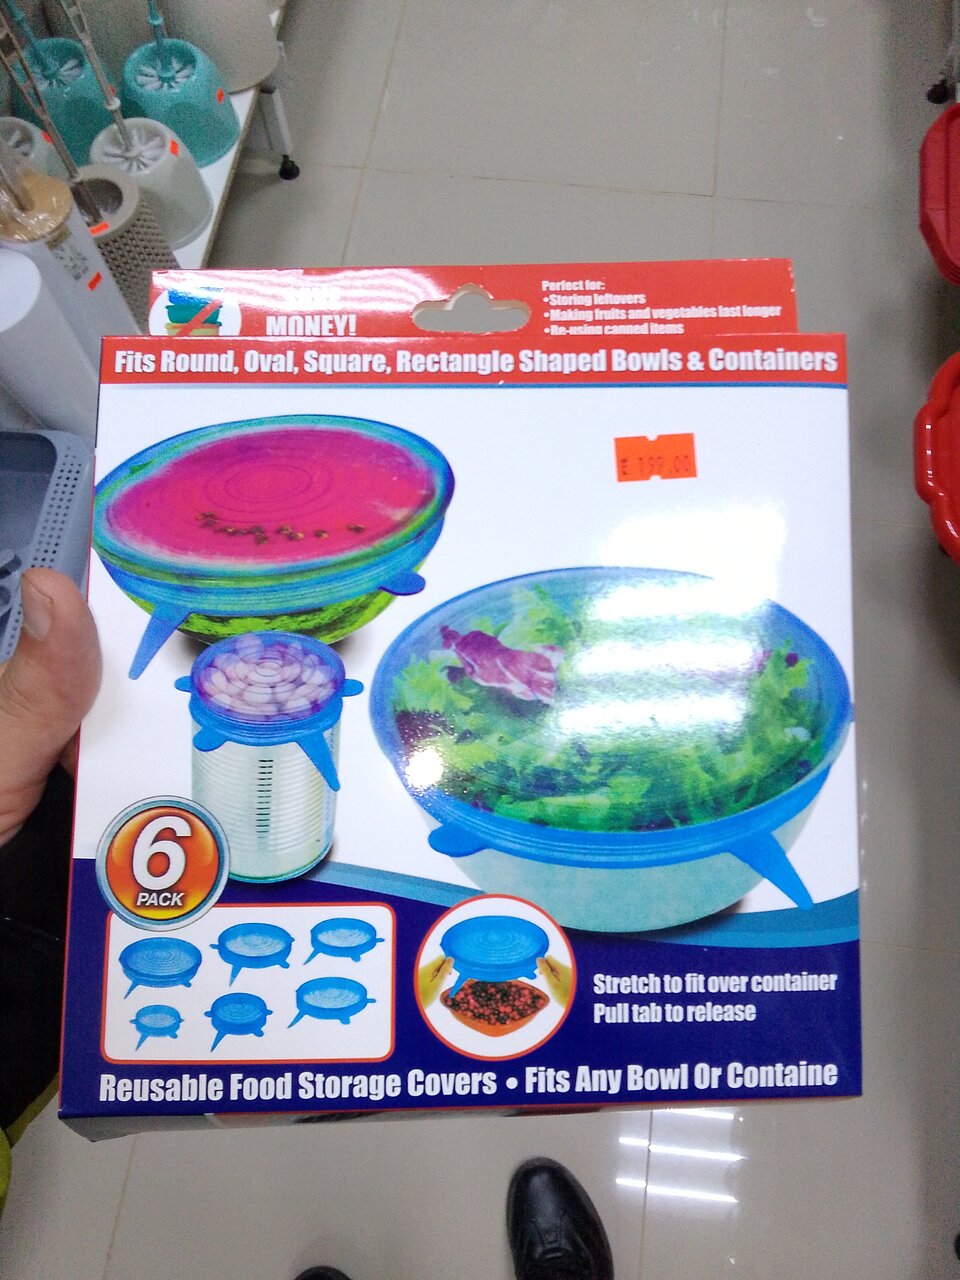 MONEY!
Perfect for:
•Storing leftovers
•Making fruits and vegetables last longer
•Re-using canned items
Fits Round, Oval, Square, Rectangle Shaped Bowls & Containers
199.00
6
PACK
Stretch to fit over container
Pull tab to release
Reusable Food Storage Covers • Fits Any Bowl Or Containe